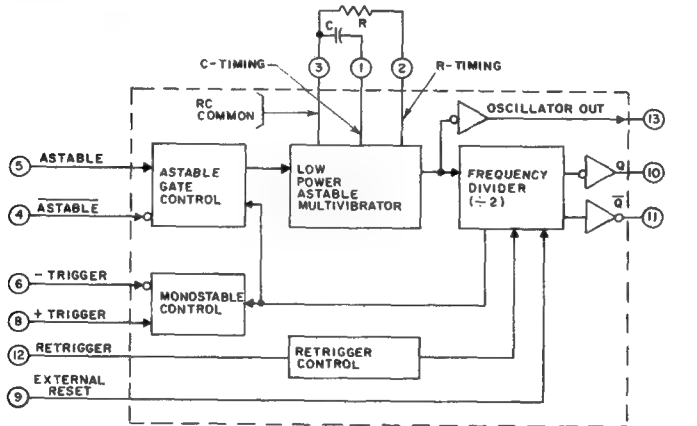 C
R
3
1
2
C-TIMING
R-TIMING
RC
COMMON
OSCILLATOR OUT
13
5
ASTABLE
ASTABLE
GATE
CONTROL
LOW
POWER
ASTABLE
MULTIVIBRATOR
FREQUENCY
DIVIDER
(÷2)
Q
10
4
A̅S̅T̅A̅B̅L̅E̅
Q̅
11
6
- TRIGGER
MONOSTABLE
CONTROL
8
+ TRIGGER
12
RETRIGGER
RETRIGGER
CONTROL
EXTERNAL
RESET
9